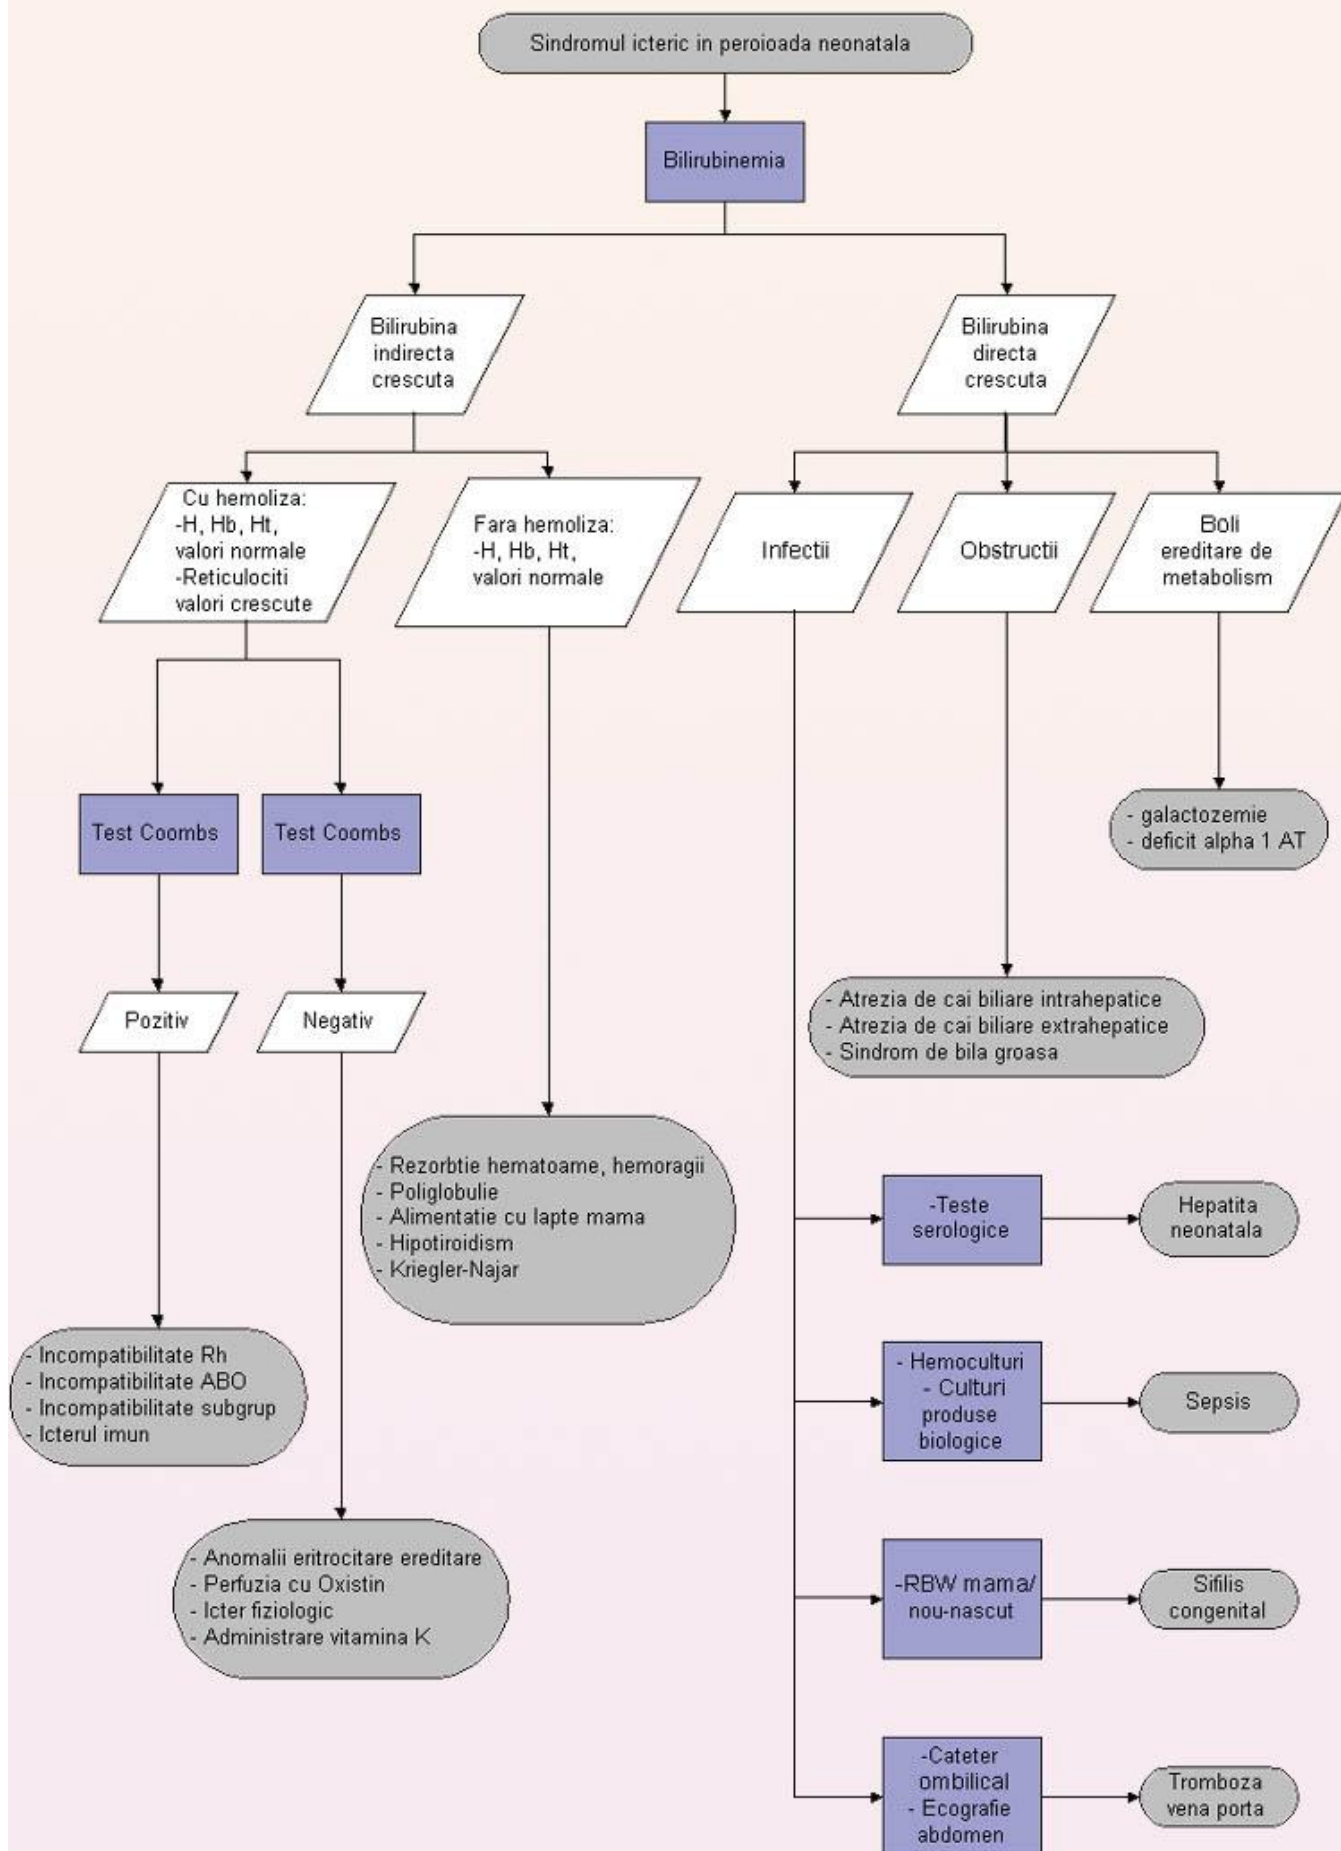 Sindromul icteric in peroioada neonatala
Bilirubinemia
Bilirubina
indirecta
crescuta
Bilirubina
directa
crescuta
Cu hemoliza:
-H, Hb, Ht,
valori normale
-Reticulociti
valori crescute
Fara hemoliza:
-H, Hb, Ht,
valori normale
Infectii
Obstructii
Boli
ereditare de
metabolism
Test Coombs
Test Coombs
- galactozemie
- deficit alpha 1 AT
Pozitiv
Negativ
- Atrezia de cai biliare intrahepatice
- Atrezia de cai biliare extrahepatice
- Sindrom de bila groasa
- Rezorbtie hematoame, hemoragii
- Poliglobulie
- Alimentatie cu lapte mama
- Hipotiroidism
- Kriegler-Najar
-Teste
serologice
Hepatita
neonatala
- Incompatibilitate Rh
- Incompatibilitate ABO
- Incompatibilitate subgrup
- Icterul imun
- Hemoculturi
- Culturi
produse
biologice
Sepsis
- Anomalii eritrocitare ereditare
- Perfuzia cu Oxistin
- Icter fiziologic
- Administrare vitamina K
-RBW mama/
nou-nascut
Sifilis
congenital
-Cateter
ombilical
- Ecografie
abdomen
Tromboza
vena porta